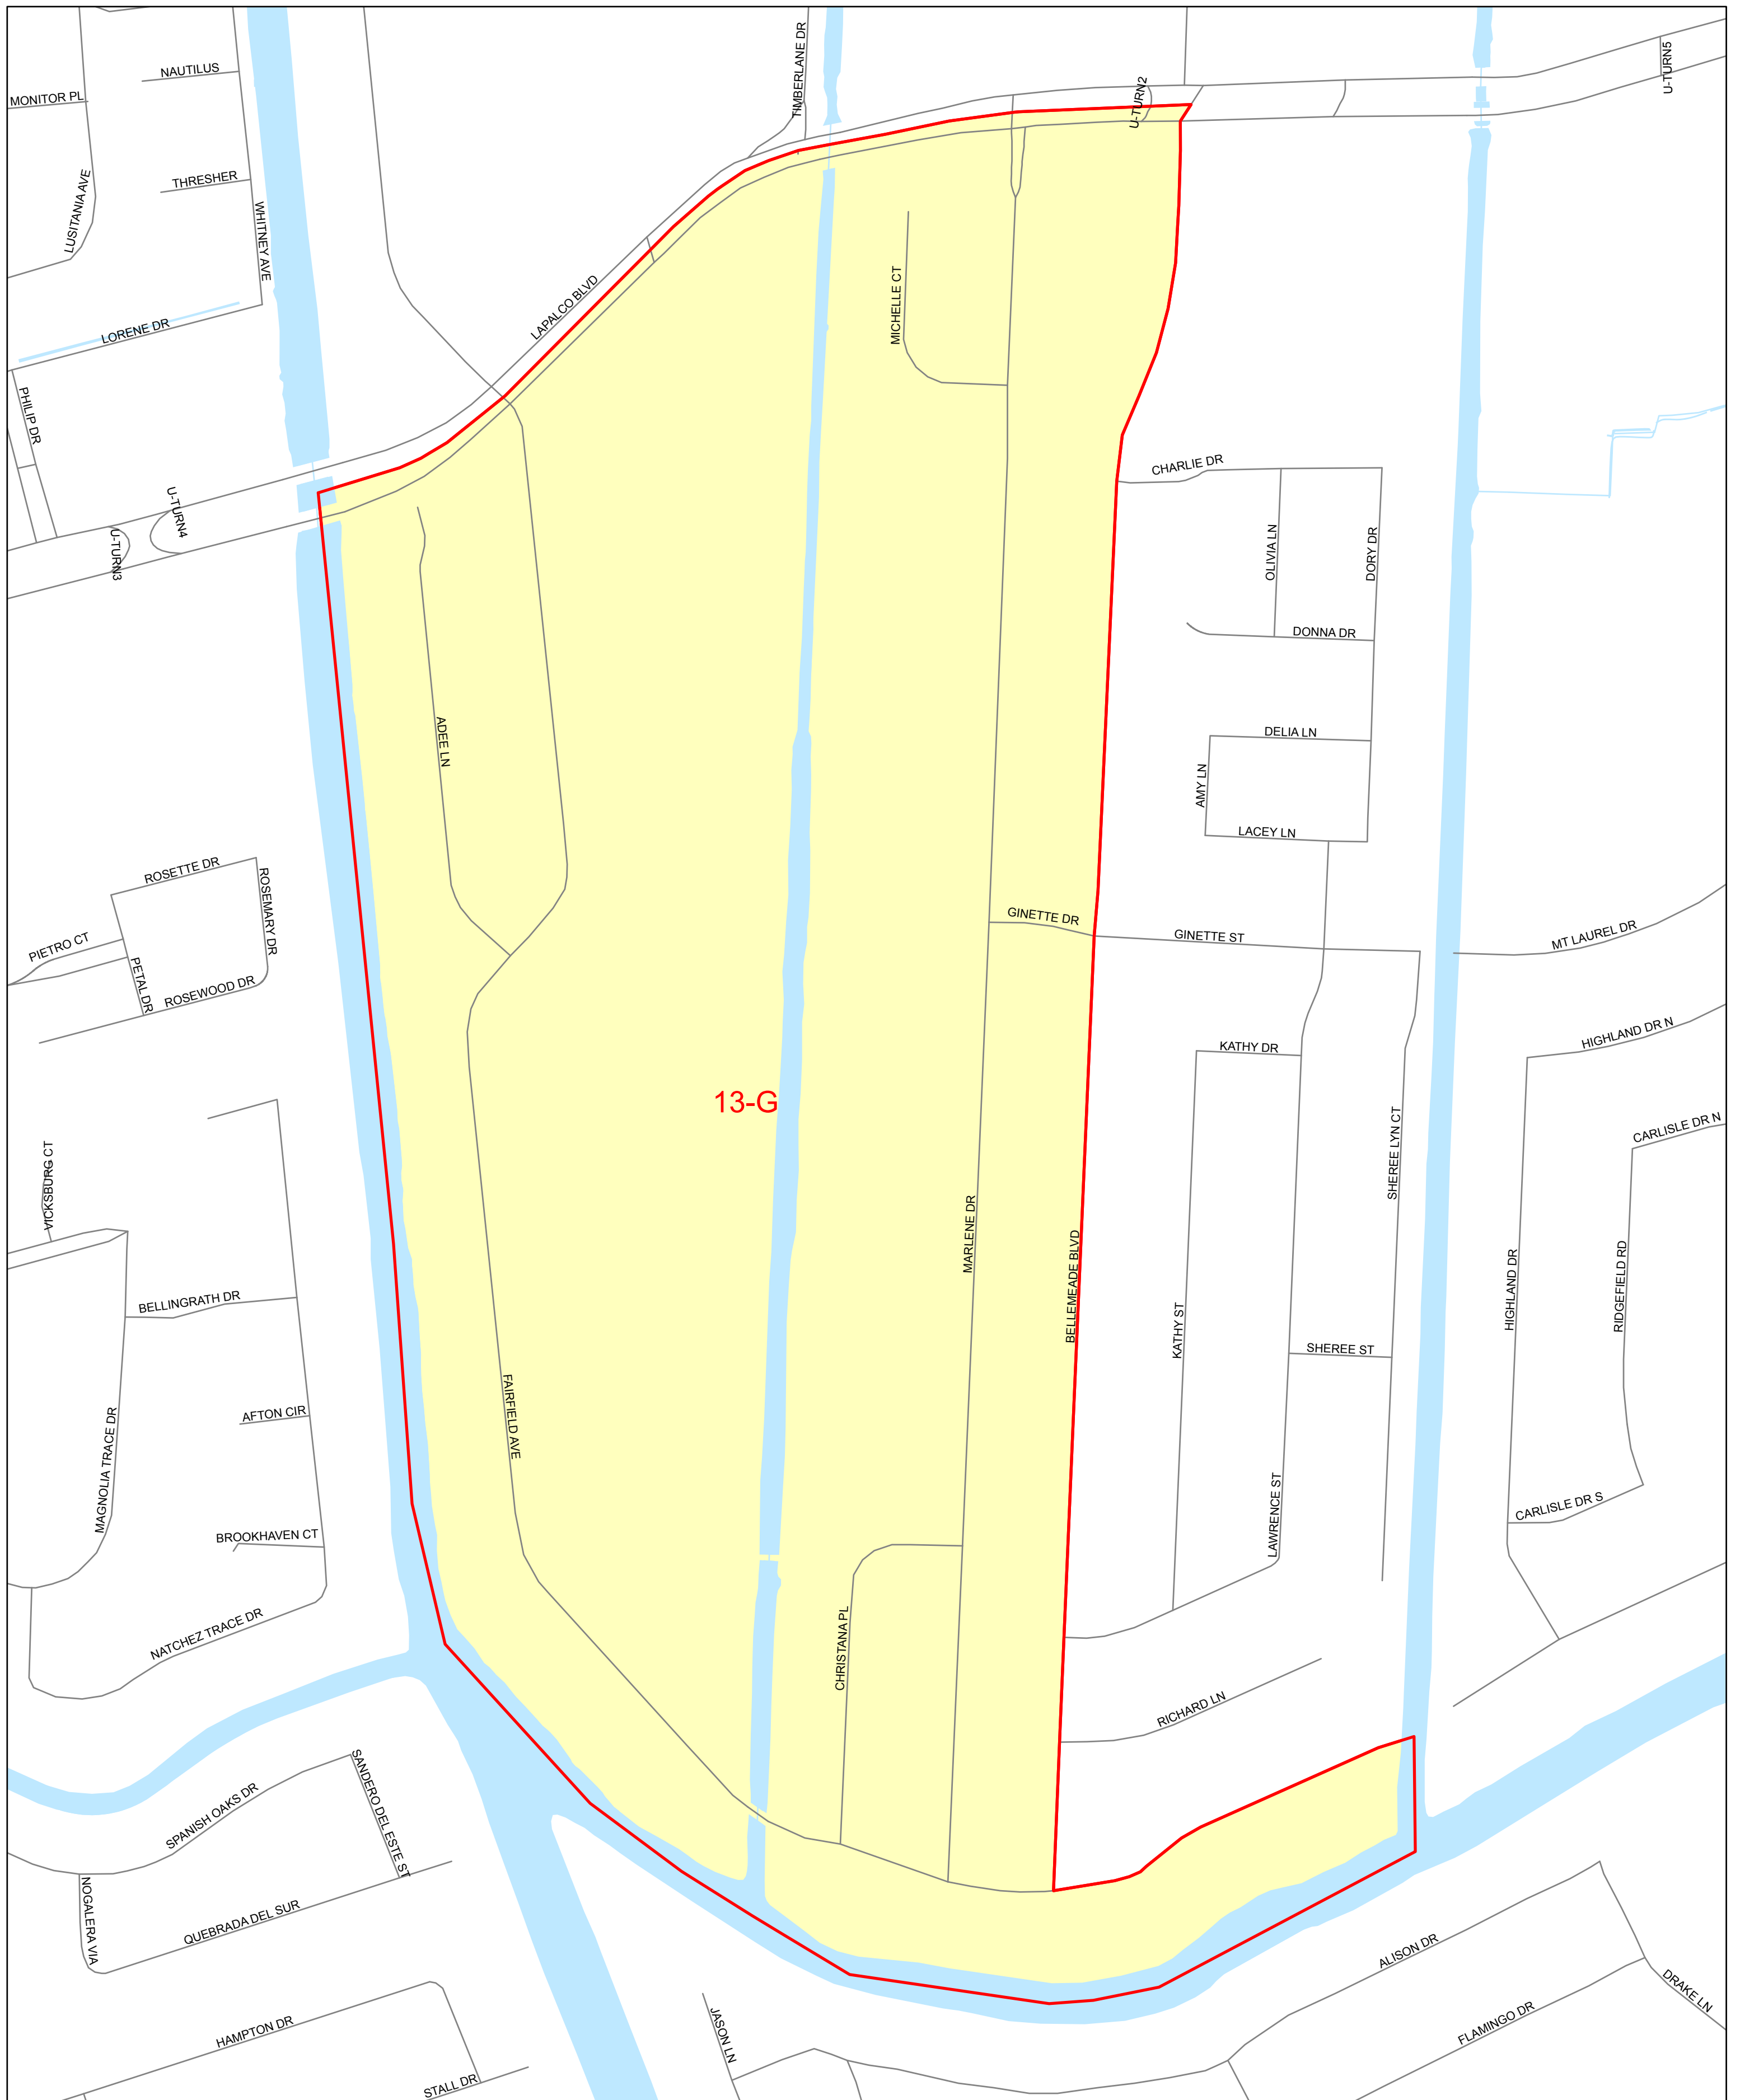 TIMBERLANE DR
U-TURN5
NAUTILUS
MONITOR PL
U-TURN2
THRESHER
LUSITANIA AVE
WHITNEY AVE
LAPALCO BLVD
MICHELLE CT
LORENE DR
PHILIP DR
CHARLIE DR
U-TURN4
U-TURN3
OLIVIA LN
DORY DR
DONNA DR
ADEE LN
DELIA LN
AMY LN
LACEY LN
ROSETTE DR
ROSEMARY DR
GINETTE DR
GINETTE ST
MT LAUREL DR
PIETRO CT
PETAL DR
ROSEWOOD DR
HIGHLAND DR N
KATHY DR
13-G
CARLISLE DR N
SHEREE LYN CT
VICKSBURG CT
MARLENE DR
BELLEMEADE BLVD
HIGHLAND DR
RIDGEFIELD RD
BELLINGRATH DR
KATHY ST
SHEREE ST
FAIRFIELD AVE
AFTON CIR
MAGNOLIA TRACE DR
LAWRENCE ST
CARLISLE DR S
BROOKHAVEN CT
NATCHEZ TRACE DR
CHRISTANA PL
RICHARD LN
SPANISH OAKS DR
SANDERO DEL ESTE ST
NOGALERA VIA
QUEBRADA DEL SUR
ALISON DR
DRAKE LN
FLAMINGO DR
HAMPTON DR
JASON LN
STALL DR